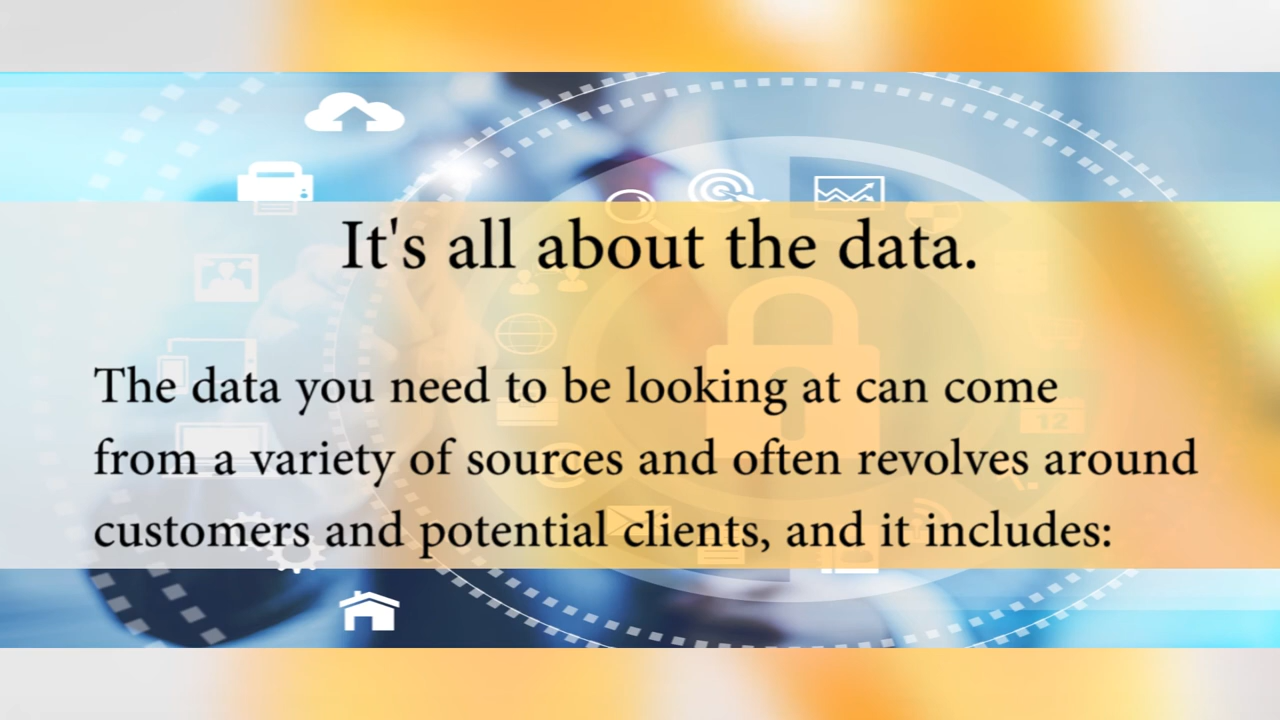 It's all about the data.
The data you need to be looking at can come
from a variety of sources and often revolves around
customers and potential clients, and it includes:
12